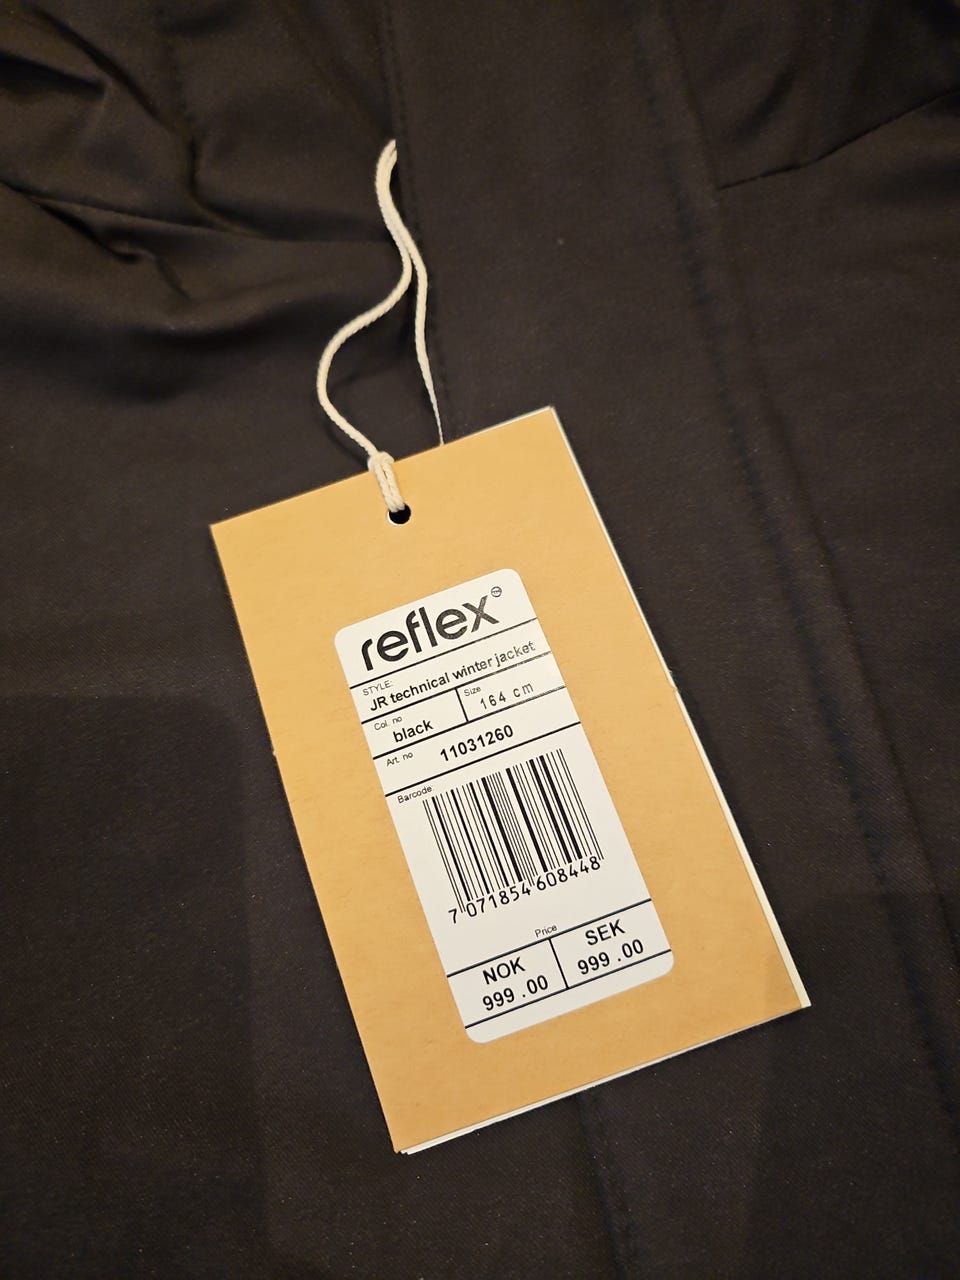 reflex
STYLE:
JR technical winter jacket
Col. no Size
black 164 cm
Art. no 11031260
Barcode
7 071854 608448
Price
NOK SEK
999 .00 999 .00